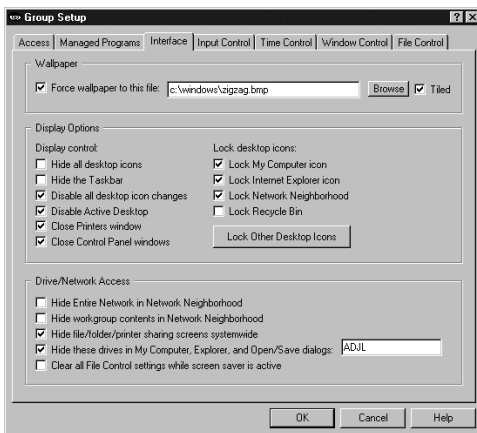 Group Setup
Access Managed Programs Interface Input Control Time Control Window Control File Control
Wallpaper
Force wallpaper to this file: c:\windows\zigzag.bmp Browse Tiled
Display Options
Display control: Lock desktop icons:
Hide all desktop icons Lock My Computer icon
Hide the Taskbar Lock Internet Explorer icon
Disable all desktop icon changes Lock Network Neighborhood
Disable Active Desktop Lock Recycle Bin
Close Printers window
Close Control Panel windows Lock Other Desktop Icons
Drive/Network Access
Hide Entire Network in Network Neighborhood
Hide workgroup contents in Network Neighborhood
Hide file/folder/printer sharing screens systemwide
Hide these drives in My Computer, Explorer, and Open/Save dialogs: ADJL
Clear all File Control settings while screen saver is active
OK Cancel Help